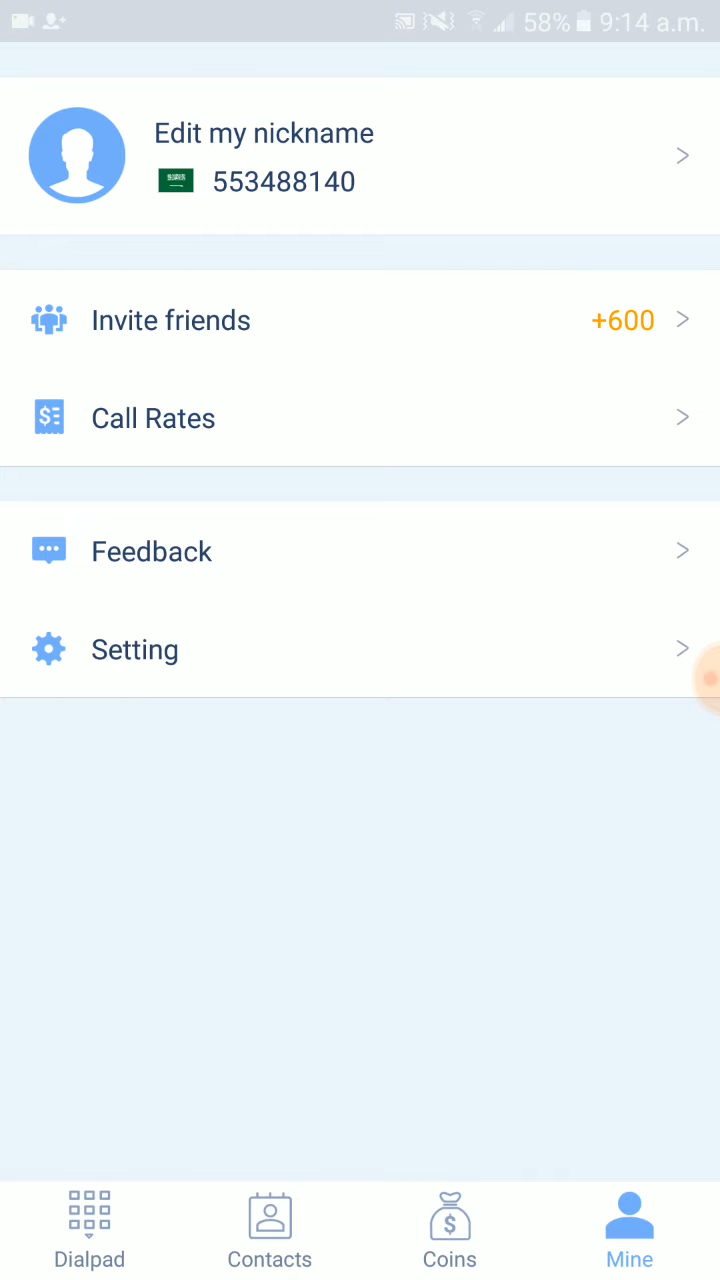 58% 9:14 a.m.
Edit my nickname
553488140
Invite friends +600
Call Rates
Feedback
Setting
Dialpad Contacts Coins Mine